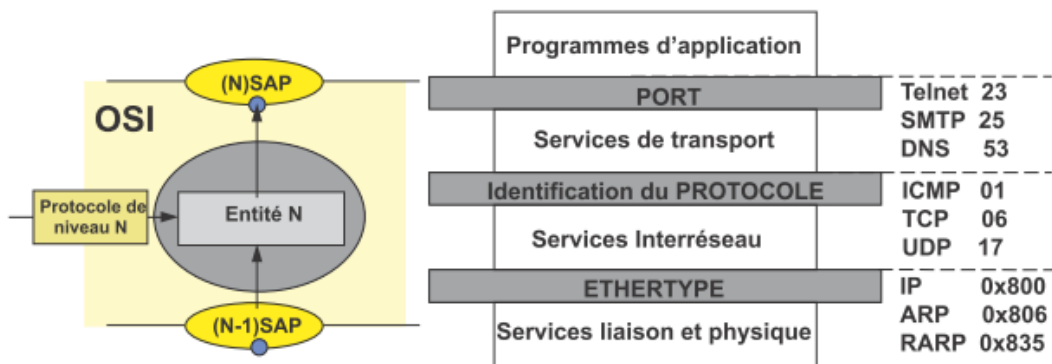 (N)SAP
OSI
Protocole de
niveau N
Entité N
(N-1)SAP
Programmes d'application
PORT
Services de transport
Identification du PROTOCOLE
Services Interréseau
ETHERTYPE
Services liaison et physique
Telnet 23
SMTP 25
DNS 53
ICMP 01
TCP 06
UDP 17
IP 0x800
ARP 0x806
RARP 0x835